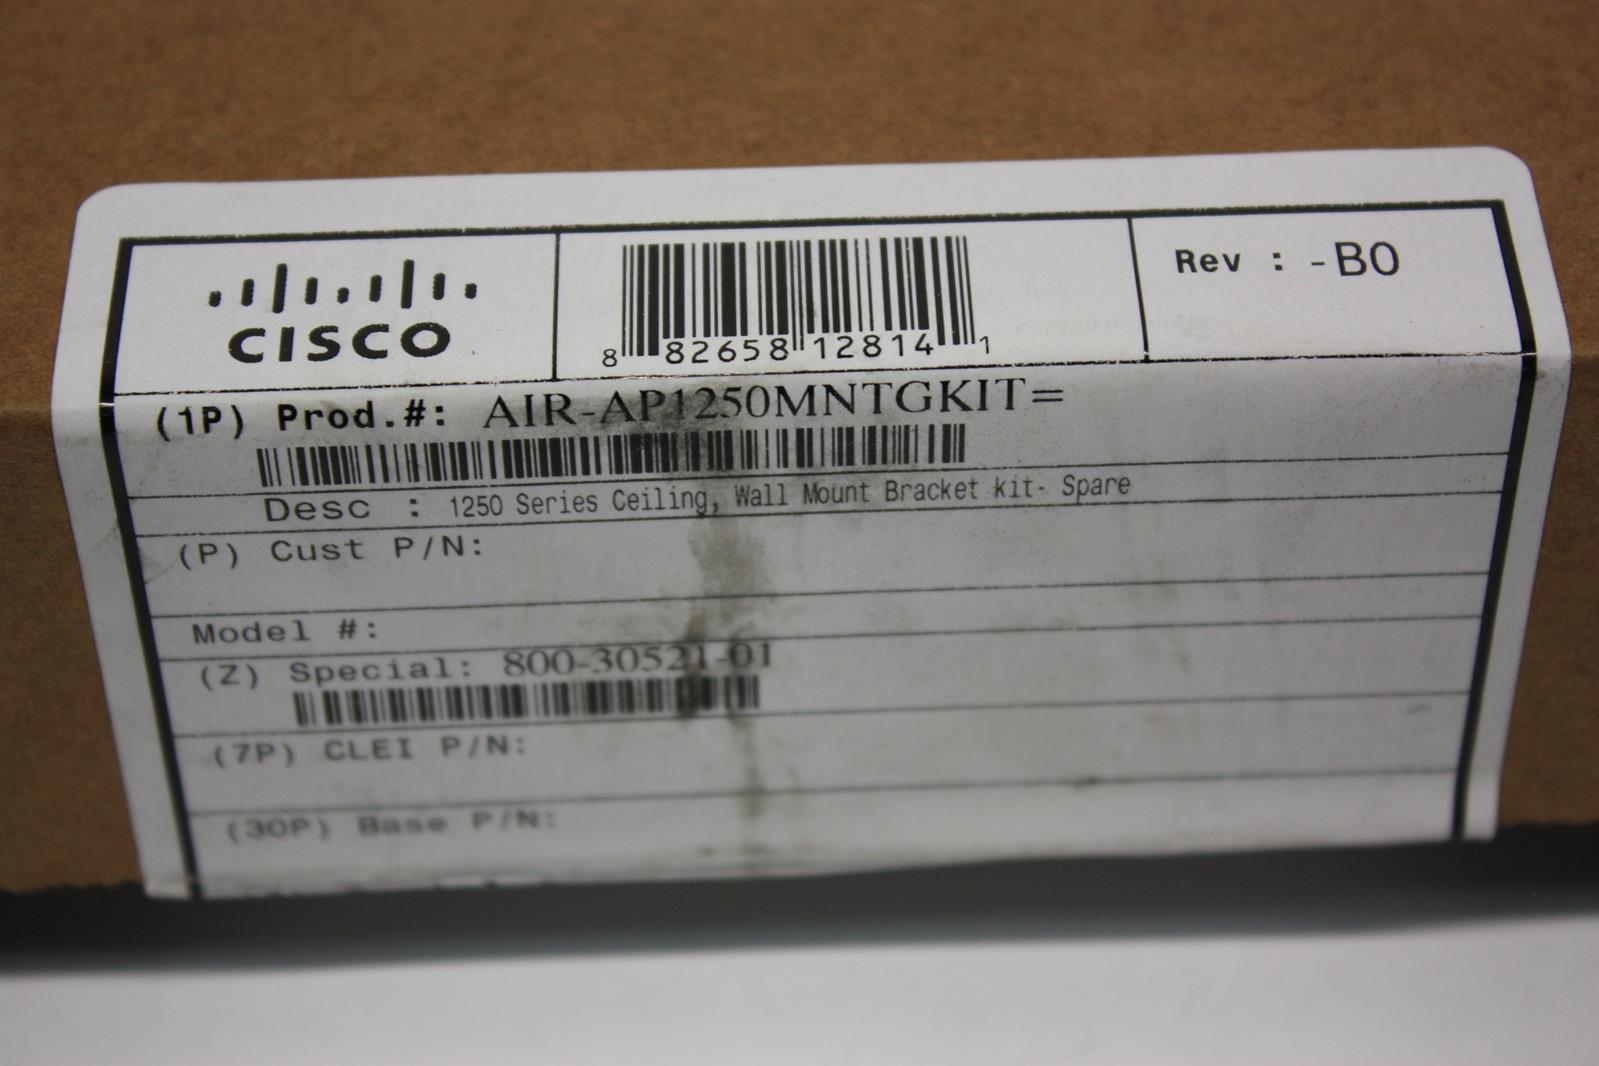 CISCO
8 82658 12814 1
Rev : -B0
(1P) Prod.#: AIR-AP1250MNTGKIT=
Desc : 1250 Series Ceiling, Wall Mount Bracket kit- Spare
(P) Cust P/N:
Model #:
(Z) Special: 800-30521-01
(7P) CLEI P/N:
(30P) Base P/N: